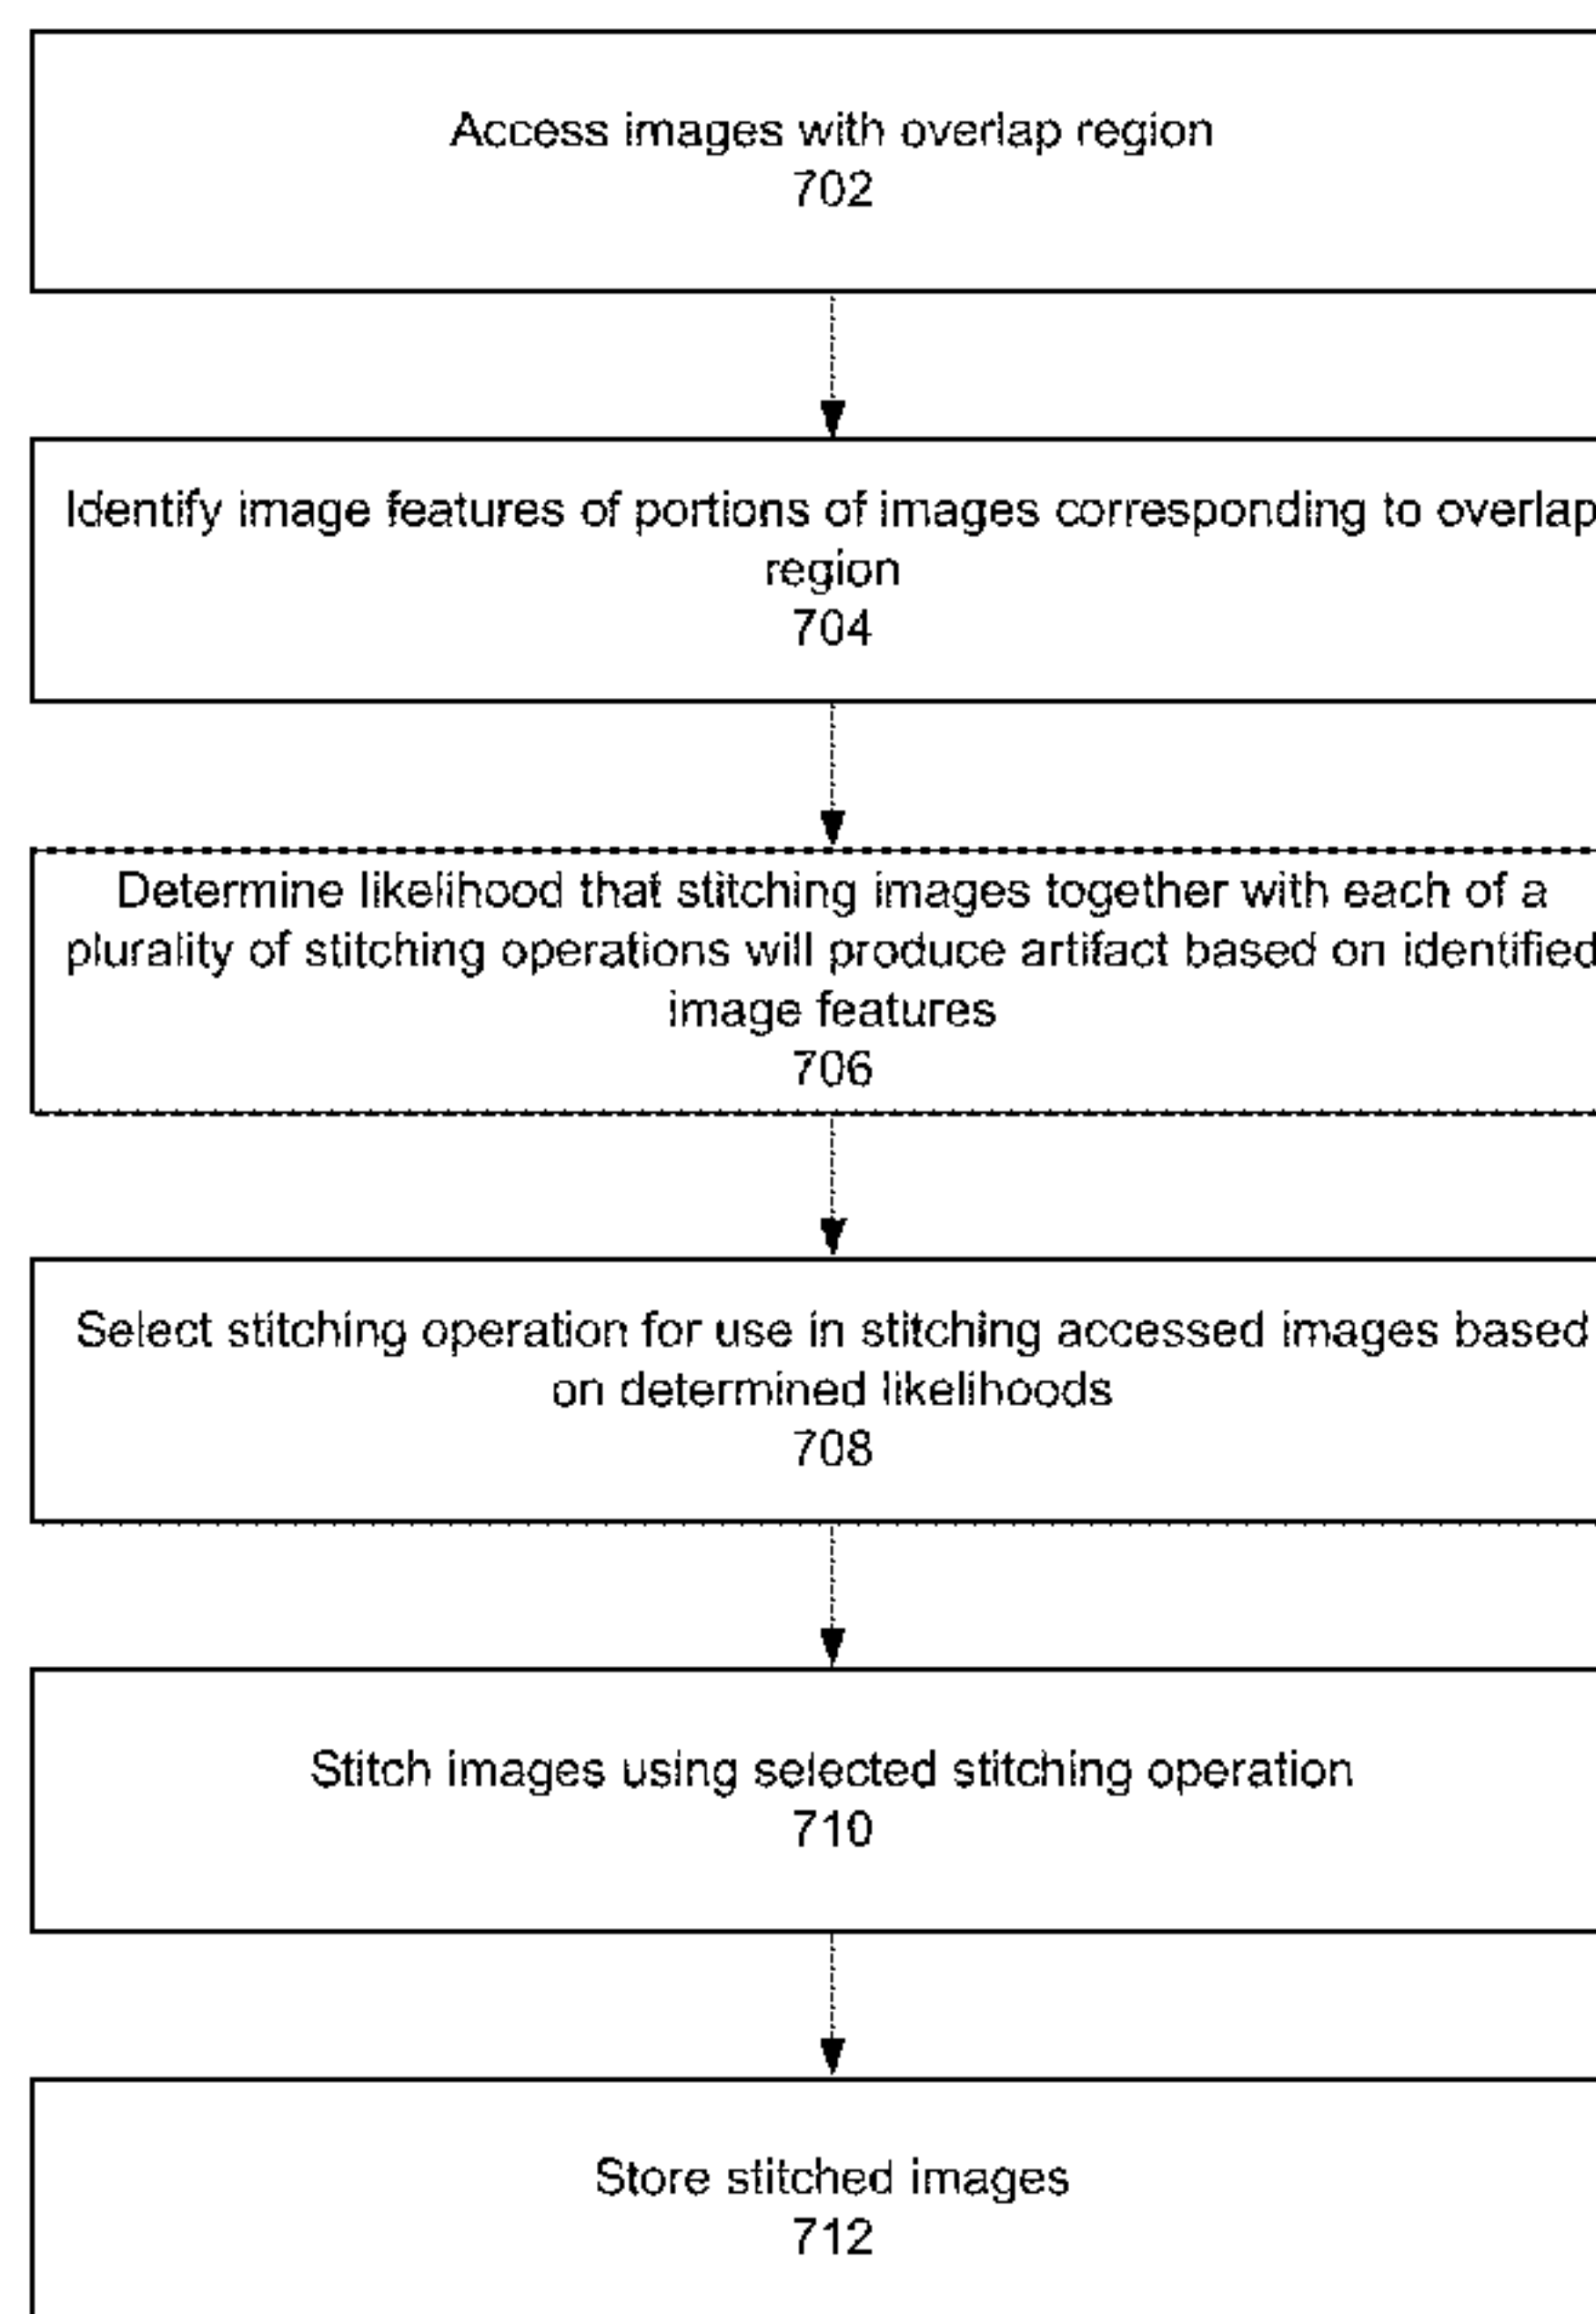 Access images with overlap region
702
Identify image features of portions of images corresponding to overlap
region
704
Determine likelihood that stitching images together with each of a
plurality of stitching operations will produce artifact based on identified
image features
706
Select stitching operation for use in stitching accessed images based
on determined likelihoods
708
Stitch images using selected stitching operation
710
Store stitched images
712